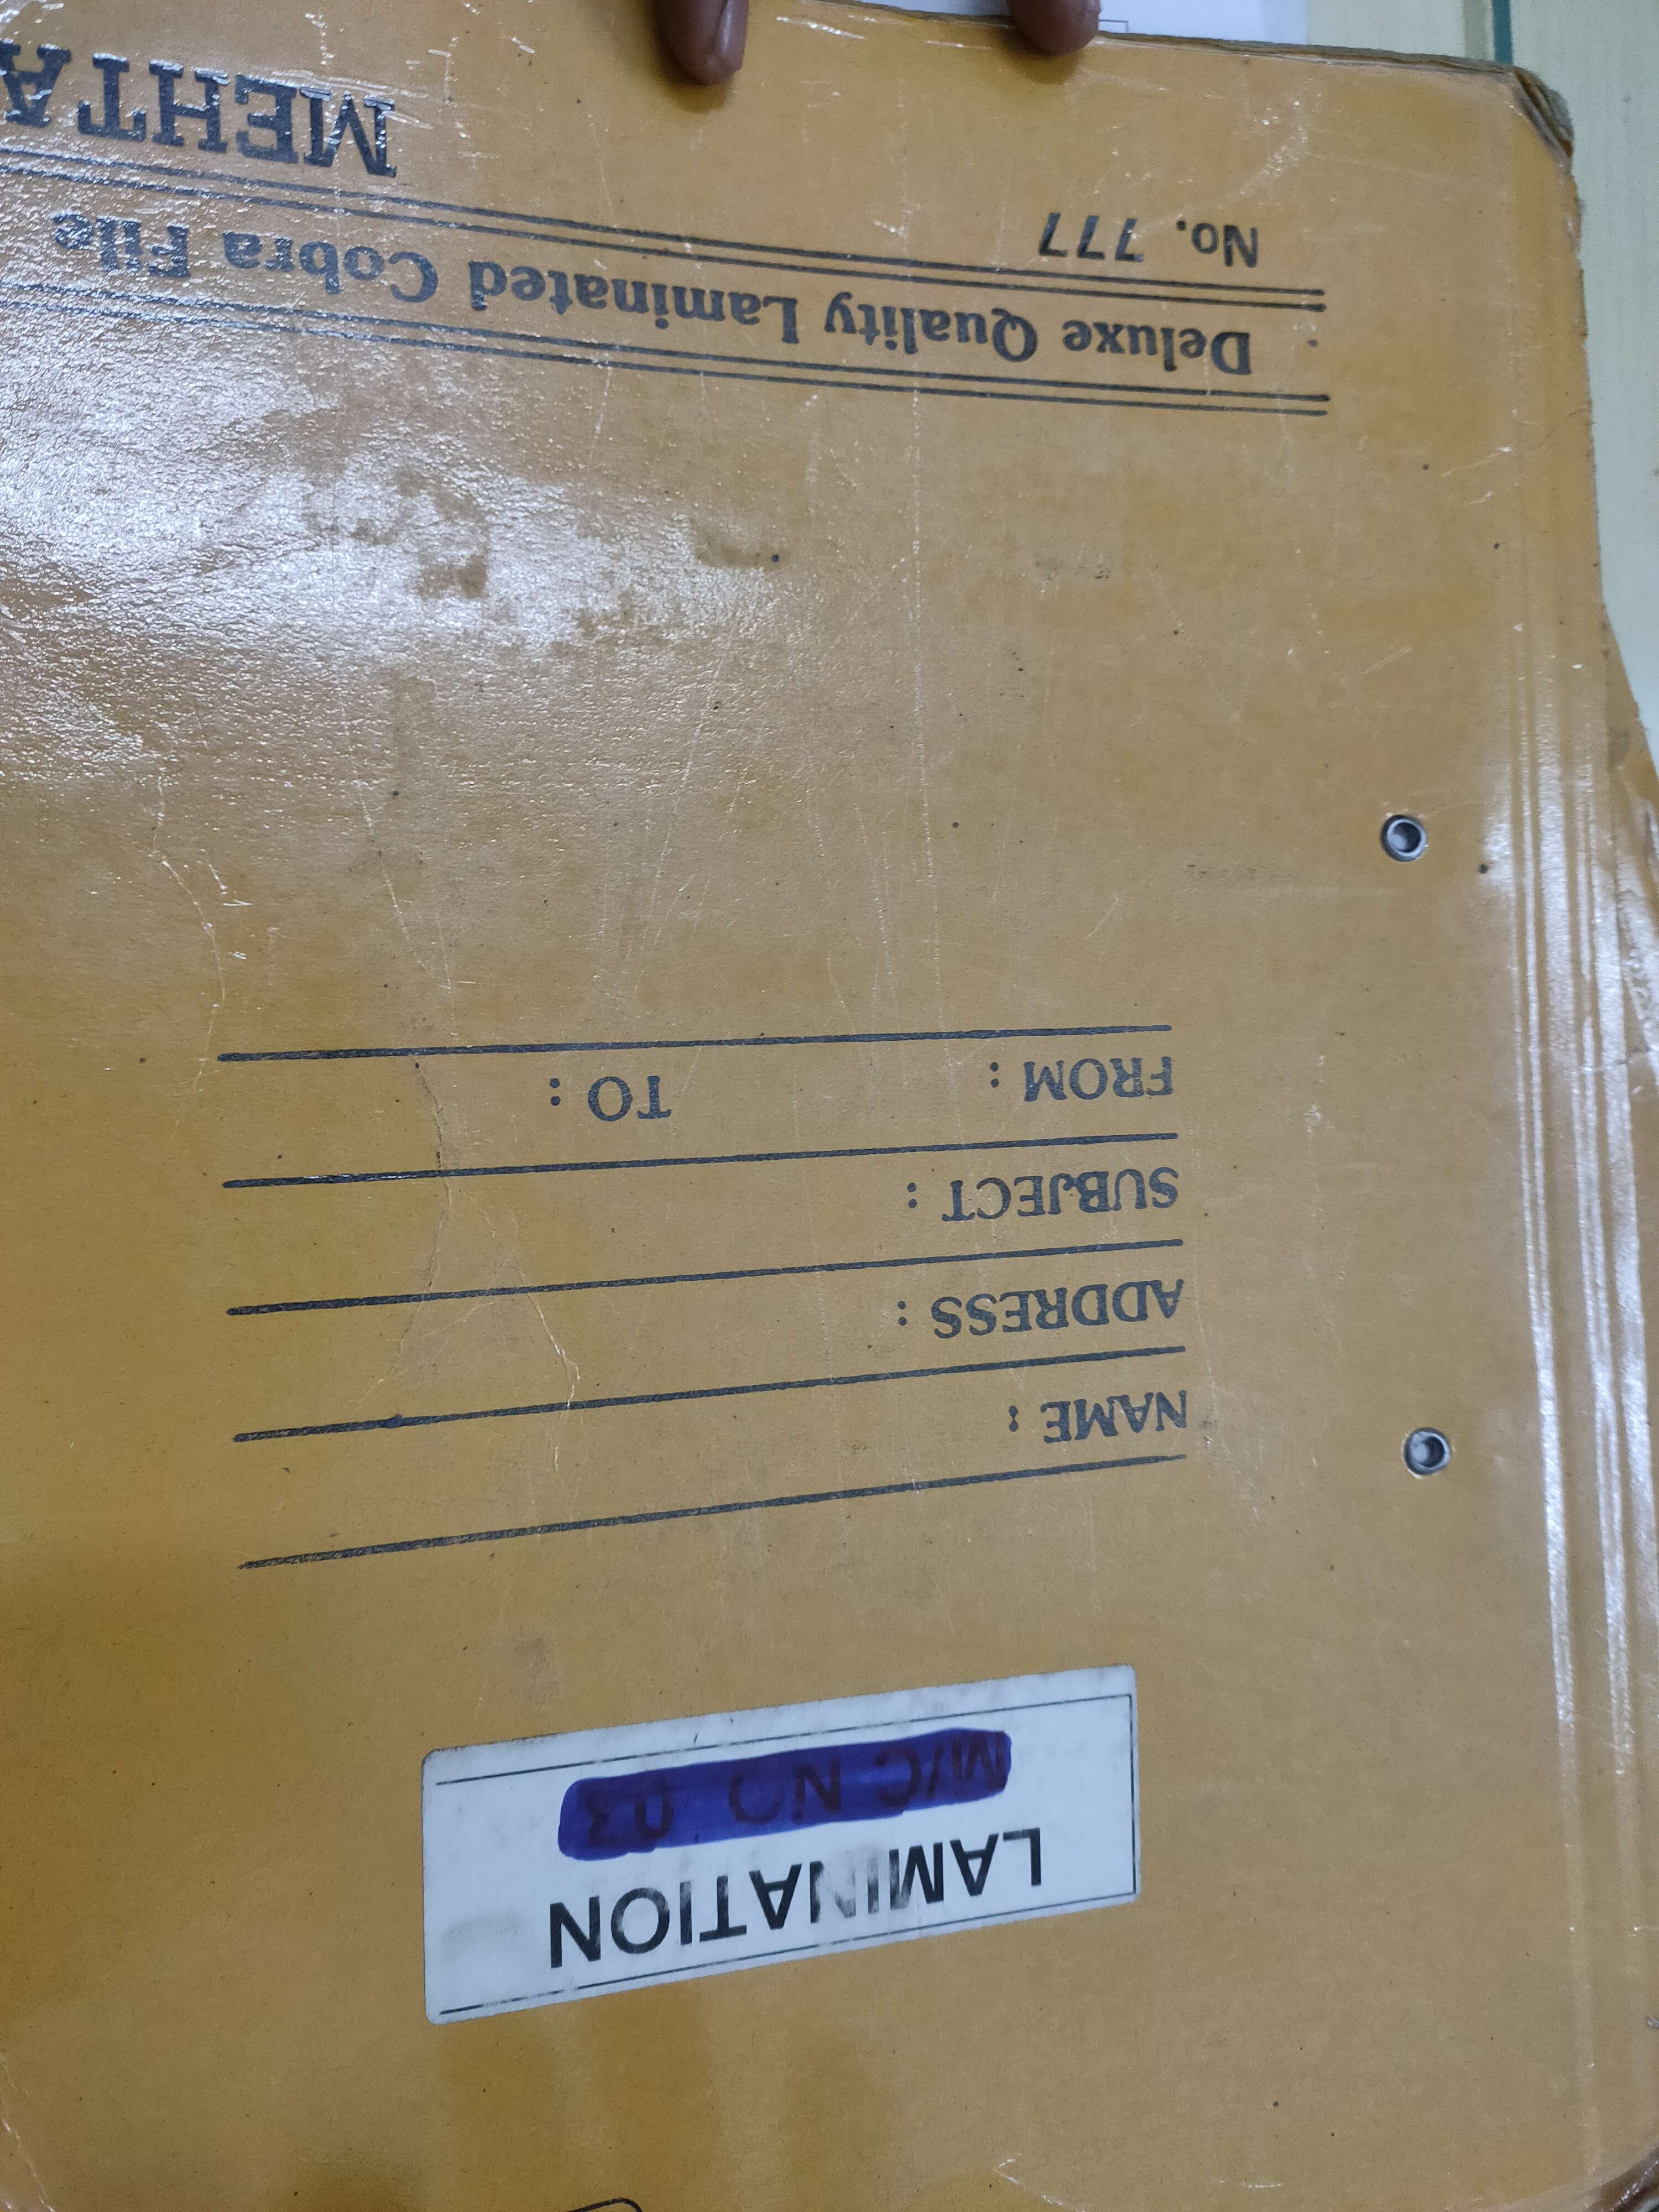 LAMINATION
M/C NO 03
NAME :
ADDRESS :
SUBJECT :
FROM : TO :
Deluxe Quality Laminated Cobra File
No. 777
MEHTA